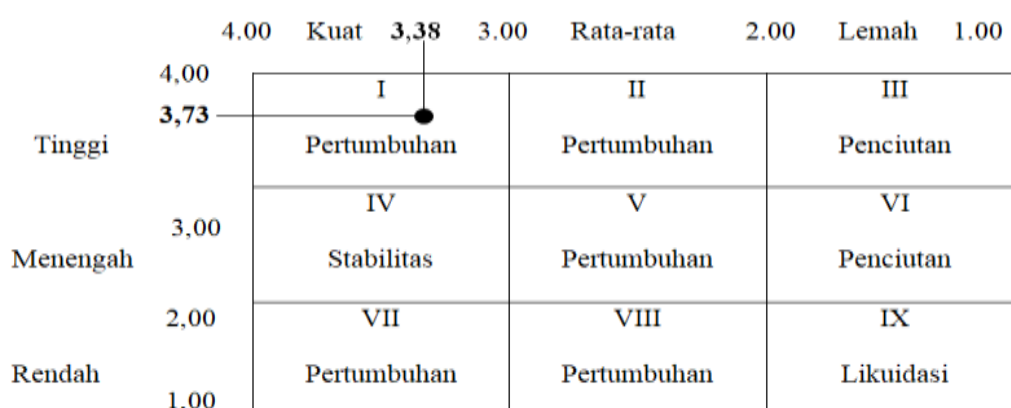 4.00 Kuat 3,38 3.00 Rata-rata 2.00 Lemah 1.00
4,00
I II III
3,73
Tinggi Pertumbuhan Pertumbuhan Penciutan
IV V VI
3,00
Menengah Stabilitas Pertumbuhan Penciutan
2,00 VII VIII IX
Rendah Pertumbuhan Pertumbuhan Likuidasi
1.00